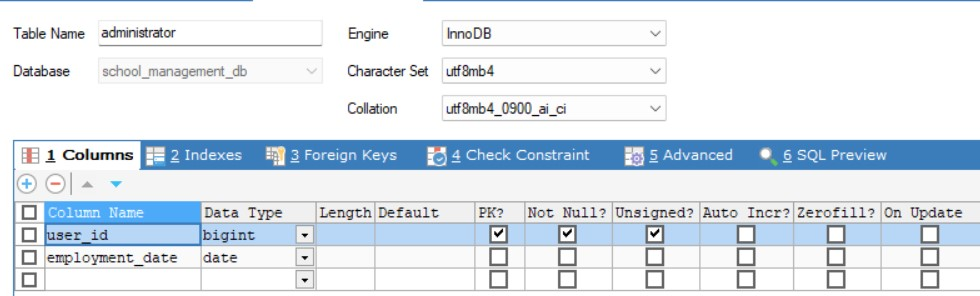 Table Name administrator Engine InnoDB
Database school_management_db Character Set utf8mb4
Collation utf8mb4_0900_ai_ci
1 Columns 2 Indexes 3 Foreign Keys 4 Check Constraint 5 Advanced 6 SQL Preview
Column Name Data Type Length Default PK? Not Null? Unsigned? Auto Incr? Zerofill? On Update
user_id bigint
employment_date date